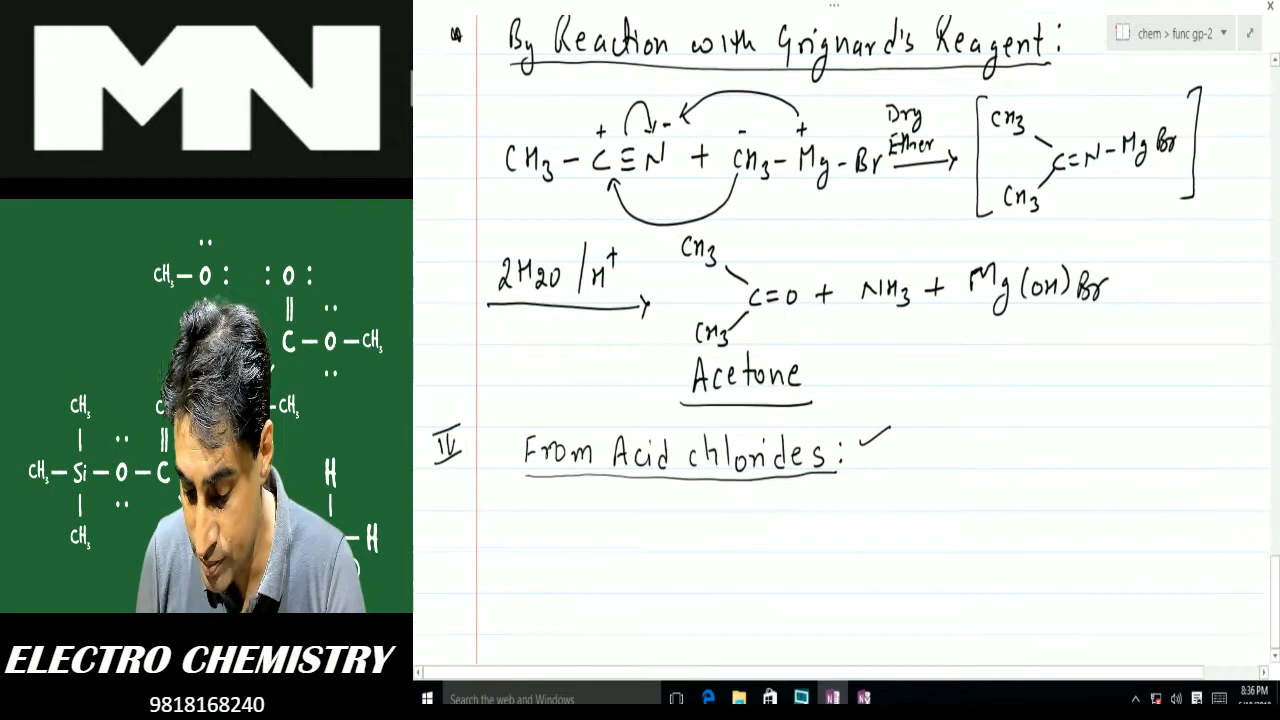 MN
CH₃—O: :O:
C—O—CH₃
CH₃ C —CH₃
CH₃—Si—O—C H
CH₃ —H
ELECTRO CHEMISTRY
9818168240
chem > func gp-2
By Reaction with Grignard's Reagent:
CH3 - C≡N + CH3 - Mg - Br Dry Ether → [CH3 CH3 C=N-MgBr]
2H2O / H+ → CH3 CH3 C=O + NH3 + Mg(OH)Br
Acetone
IV From Acid chlorides: ✓
Search the web and Windows
8:36 PM